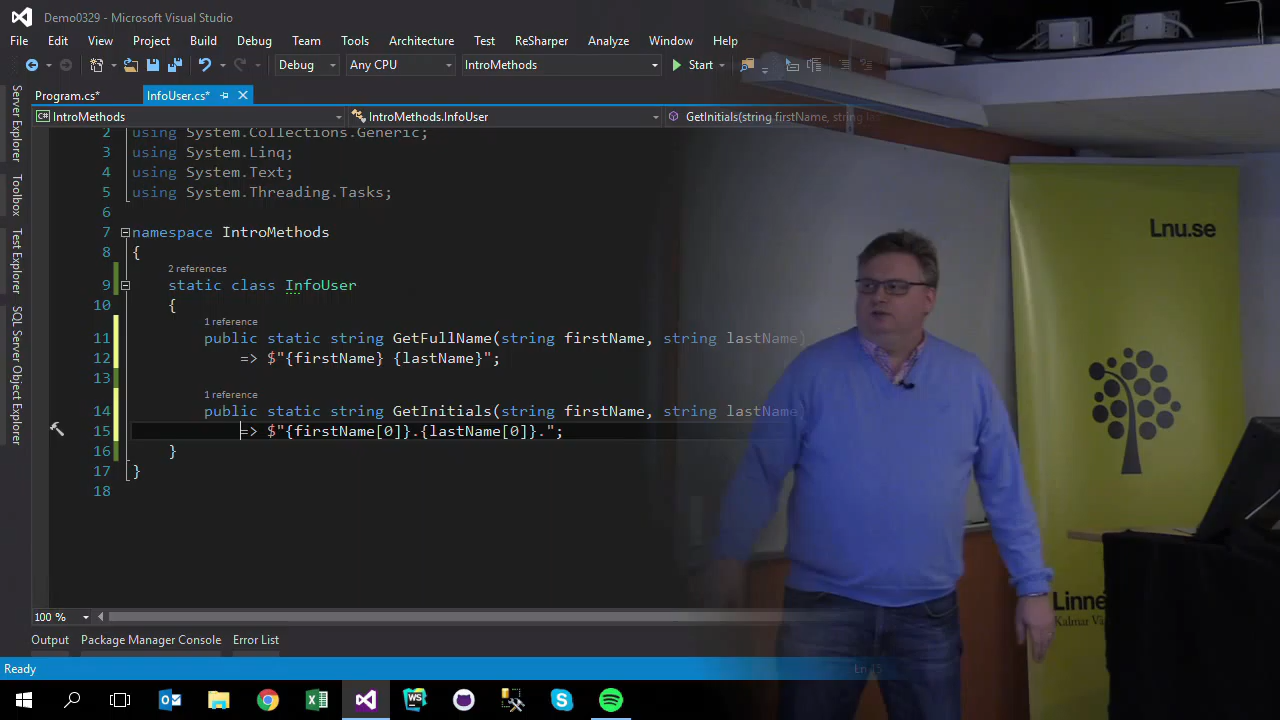 Demo0329 - Microsoft Visual Studio
File Edit View Project Build Debug Team Tools Architecture Test ReSharper Analyze Window Help
Debug Any CPU IntroMethods Start
Program.cs* InfoUser.cs*
IntroMethods IntroMethods.InfoUser GetInitials(string firstName, string las
Server Explorer
Toolbox
Test Explorer
SQL Server Object Explorer
2 using System.Collections.Generic;
3 using System.Linq;
4 using System.Text;
5 using System.Threading.Tasks;
6
7 namespace IntroMethods
8 {
2 references
9 static class InfoUser
10 {
1 reference
11 public static string GetFullName(string firstName, string lastName)
12 => $"{firstName} {lastName}";
13
1 reference
14 public static string GetInitials(string firstName, string lastName)
15 => $"{firstName[0]}.{lastName[0]}.";
16 }
17 }
18
100 %
Output Package Manager Console Error List
Ready Ln 15
Lnu.se
Linne
Kalmar Vä